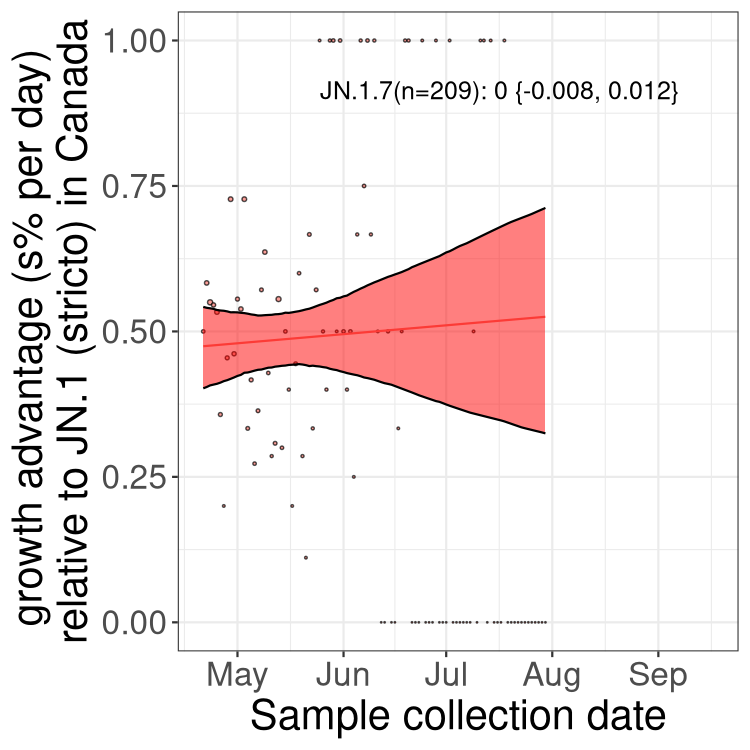 growth advantage (s% per day)
relative to JN.1 (stricto) in Canada
1.00
0.75
0.50
0.25
0.00
JN.1.7(n=209): 0 {-0.008, 0.012}
May Jun Jul Aug Sep
Sample collection date